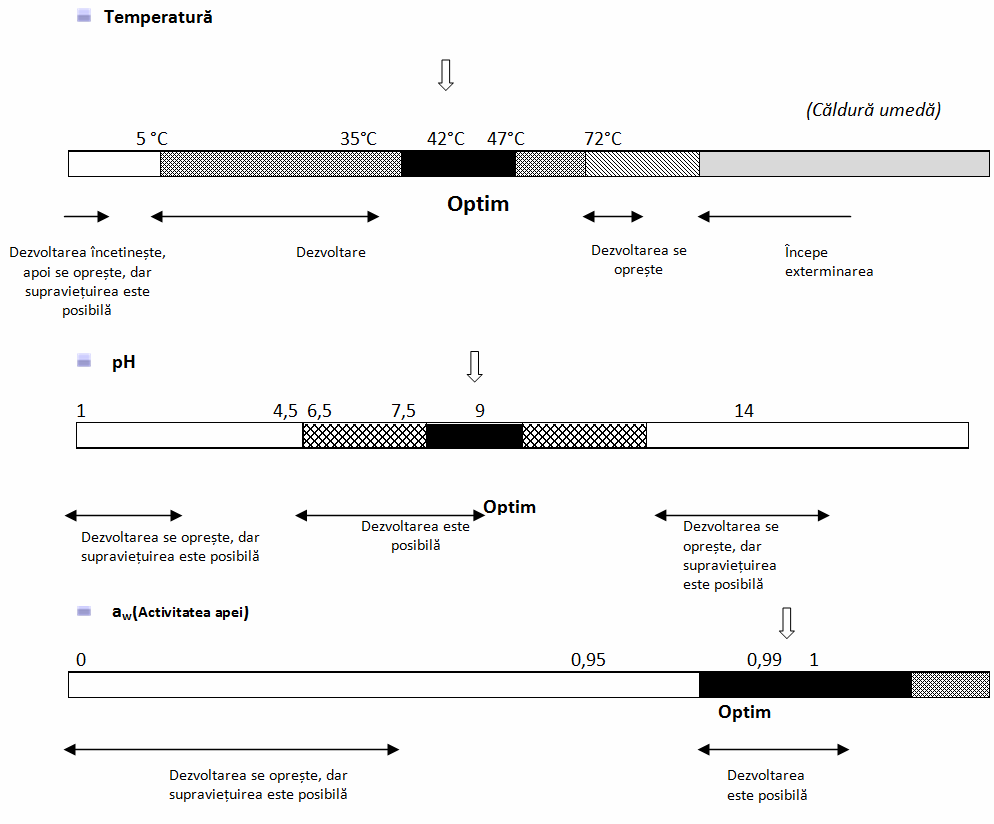 Temperatură
(Căldură umedă)
5 °C 35°C 42°C 47°C 72°C
Optim
Dezvoltarea încetinește,
apoi se oprește, dar
supraviețuirea este
posibilă
Dezvoltare
Dezvoltarea se
oprește
Începe
exterminarea
pH
1 4,5 6,5 7,5 9 14
Optim
Dezvoltarea se oprește, dar
supraviețuirea este posibilă
Dezvoltarea este
posibilă
Dezvoltarea se
oprește, dar
supraviețuirea
este posibilă
aw(Activitatea apei)
0 0,95 0,99 1
Optim
Dezvoltarea se oprește, dar
supraviețuirea este posibilă
Dezvoltarea
este posibilă